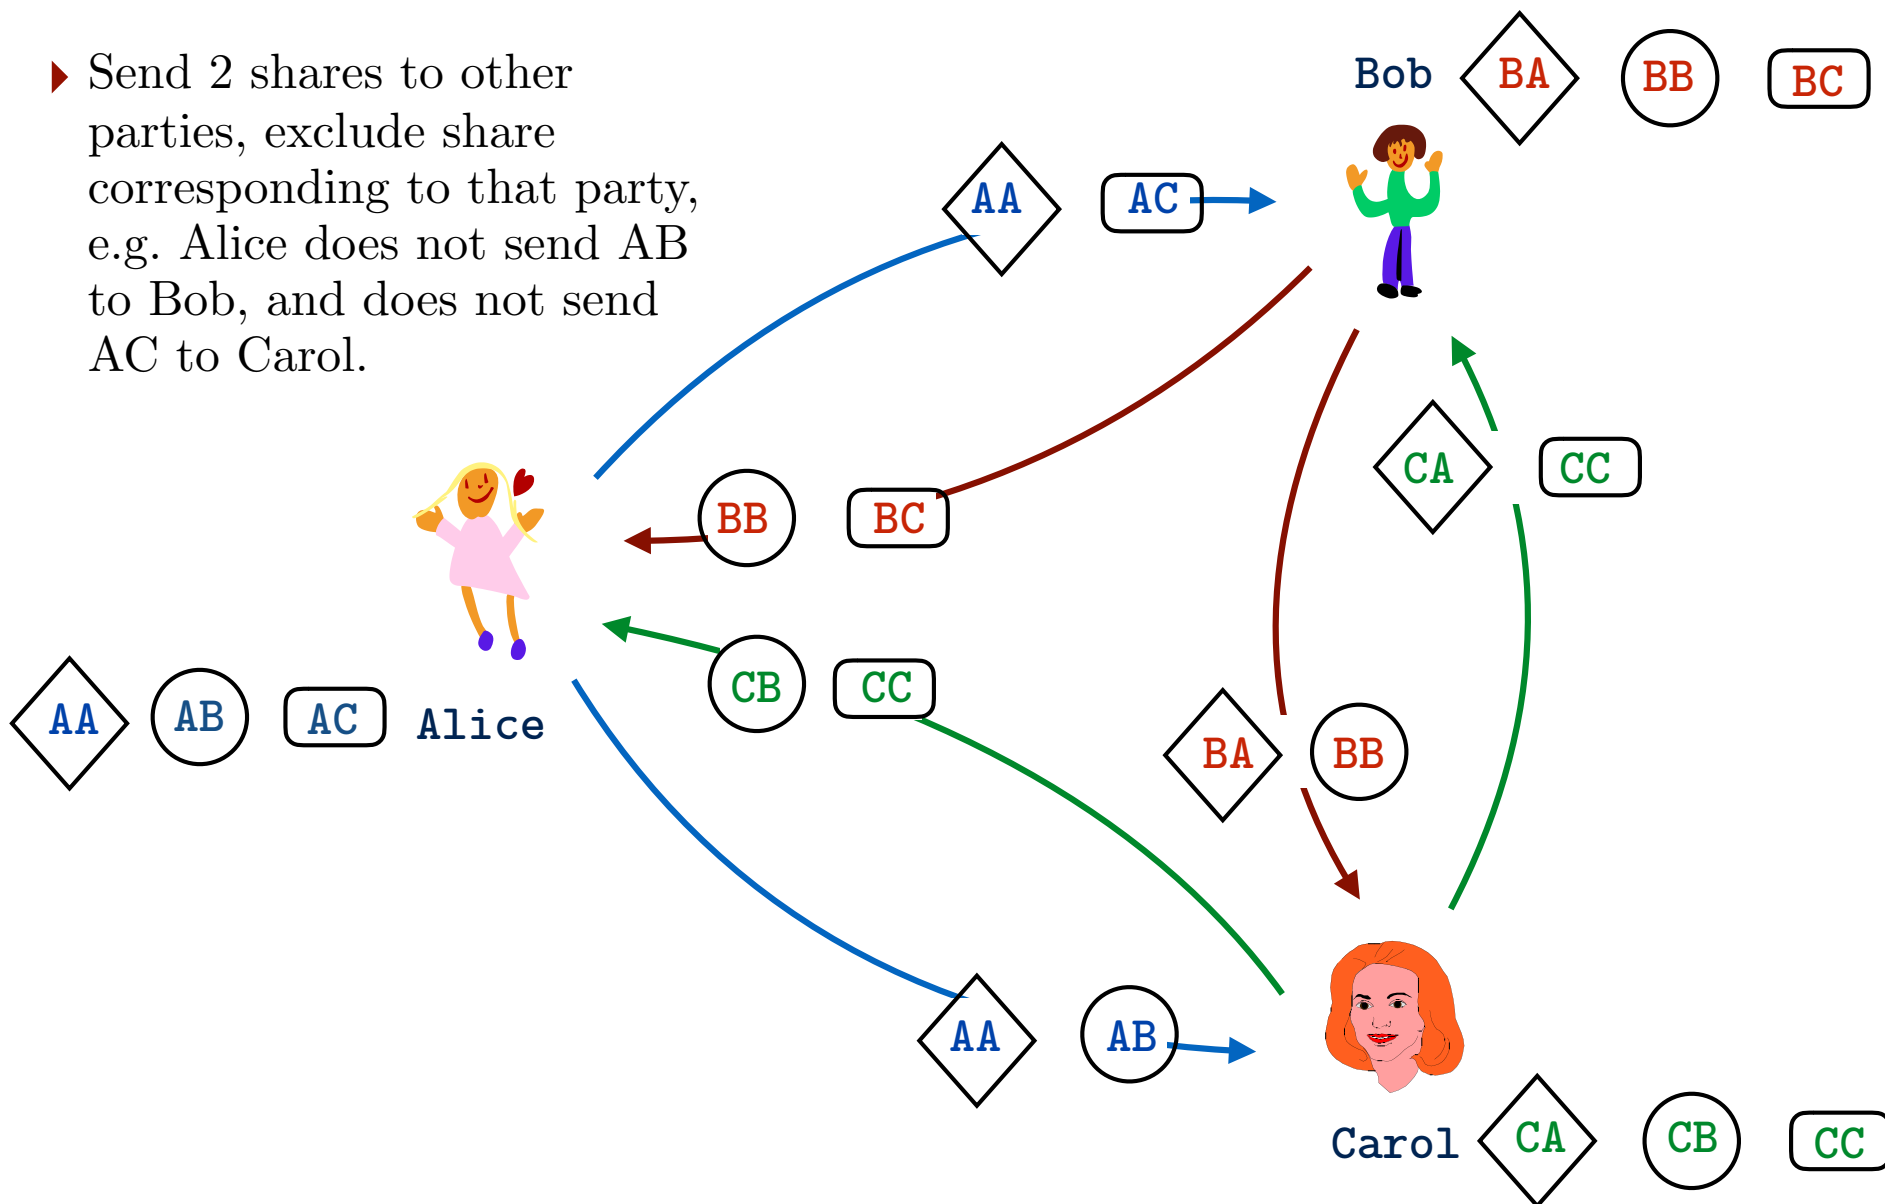 Send 2 shares to other
parties, exclude share
corresponding to that party,
e.g. Alice does not send AB
to Bob, and does not send
AC to Carol.
Bob BA BB BC
AA AC
CA CC
BB BC
CB CC
AA AB AC Alice
BA BB
AA AB
Carol CA CB CC